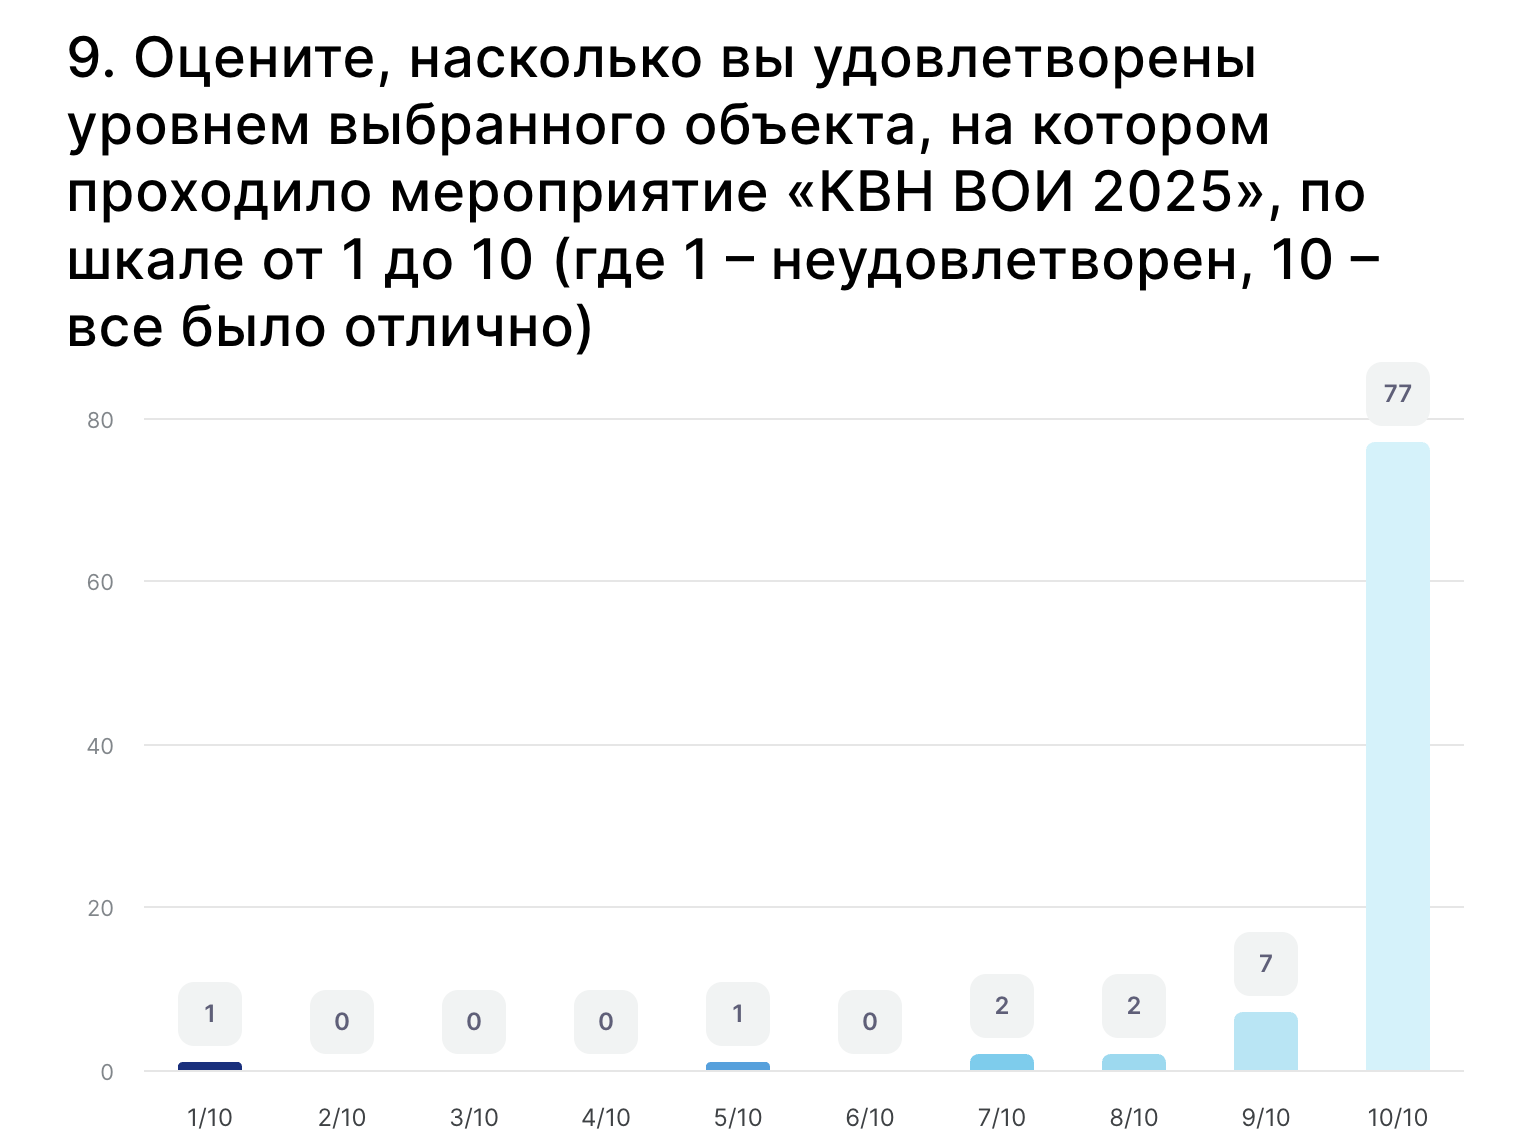 9. Оцените, насколько вы удовлетворены
уровнем выбранного объекта, на котором
проходило мероприятие «КВН ВОИ 2025», по
шкале от 1 до 10 (где 1 – неудовлетворен, 10 –
все было отлично)
77
80
60
40
20
7
1 0 0 0 1 0 2 2
0
1/10 2/10 3/10 4/10 5/10 6/10 7/10 8/10 9/10 10/10